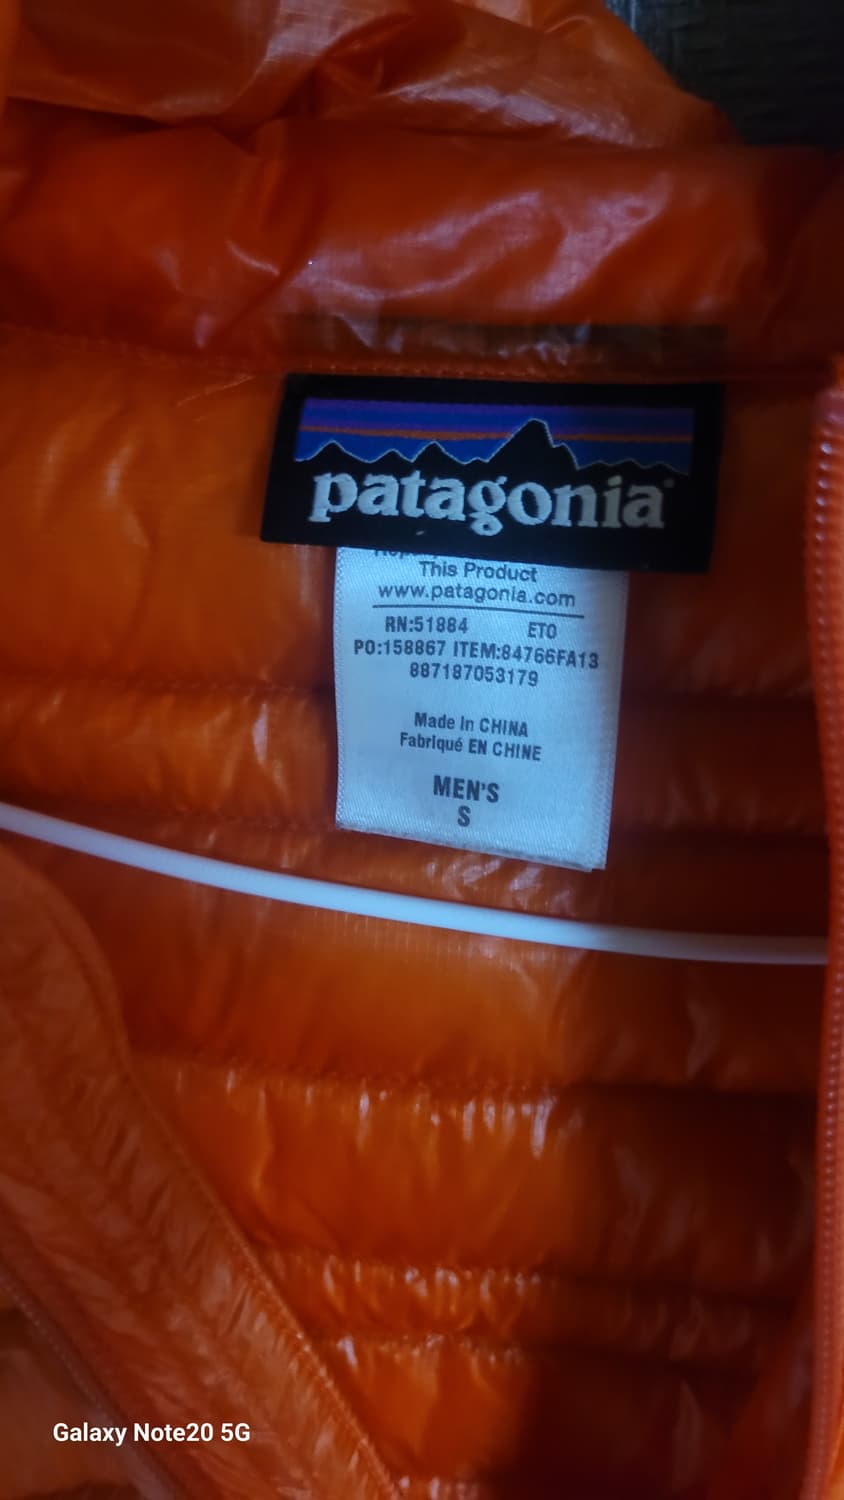 patagonia
This Product
www.patagonia.com
RN:51884 ETO
PO:158867 ITEM:84766FA13
887187053179
Made In CHINA
Fabriqué EN CHINE
MEN'S
S
Galaxy Note20 5G